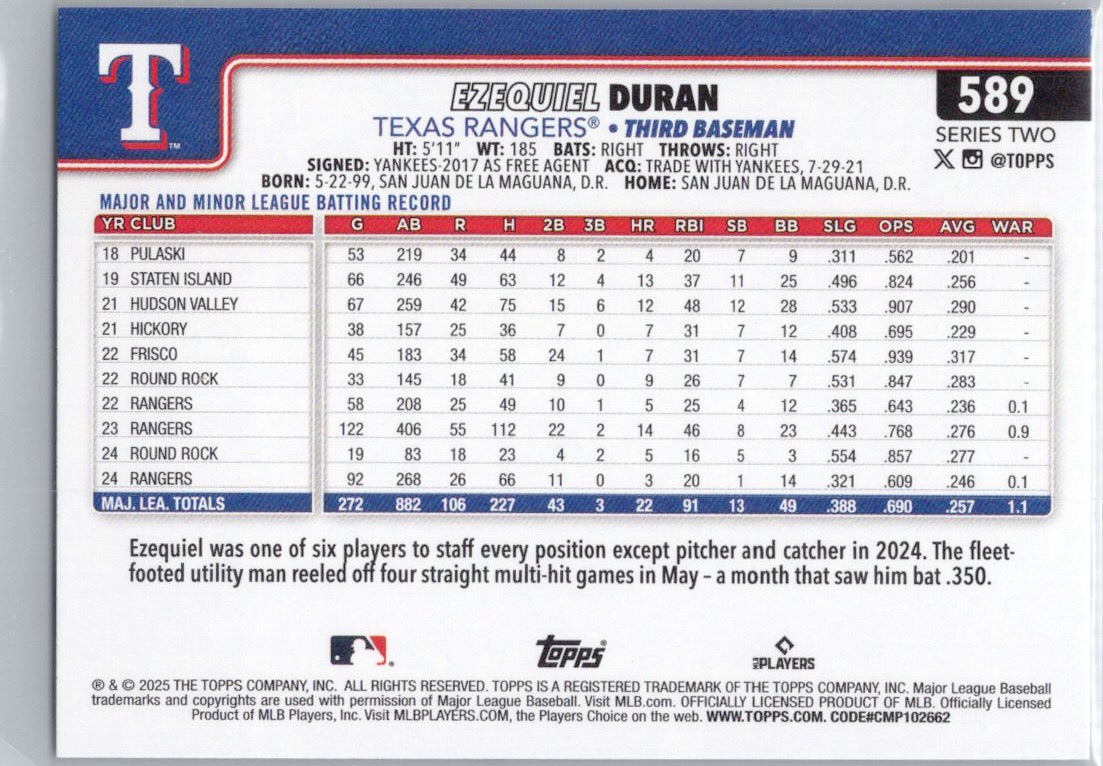 T
™
EZEQUIEL DURAN
TEXAS RANGERS® • THIRD BASEMAN
HT: 5'11" WT: 185 BATS: RIGHT THROWS: RIGHT
SIGNED: YANKEES-2017 AS FREE AGENT ACQ: TRADE WITH YANKEES, 7-29-21
BORN: 5-22-99, SAN JUAN DE LA MAGUANA, D.R. HOME: SAN JUAN DE LA MAGUANA, D.R.
589
SERIES TWO
X @TOPPS
MAJOR AND MINOR LEAGUE BATTING RECORD
YR CLUB G AB R H 2B 3B HR RBI SB BB SLG OPS AVG WAR
18 PULASKI 53 219 34 44 8 2 4 20 7 9 .311 .562 .201 -
19 STATEN ISLAND 66 246 49 63 12 4 13 37 11 25 .496 .824 .256 -
21 HUDSON VALLEY 67 259 42 75 15 6 12 48 12 28 .533 .907 .290 -
21 HICKORY 38 157 25 36 7 0 7 31 7 12 .408 .695 .229 -
22 FRISCO 45 183 34 58 24 1 7 31 7 14 .574 .939 .317 -
22 ROUND ROCK 33 145 18 41 9 0 9 26 7 7 .531 .847 .283 -
22 RANGERS 58 208 25 49 10 1 5 25 4 12 .365 .643 .236 0.1
23 RANGERS 122 406 55 112 22 2 14 46 8 23 .443 .768 .276 0.9
24 ROUND ROCK 19 83 18 23 4 2 5 16 5 3 .554 .857 .277 -
24 RANGERS 92 268 26 66 11 0 3 20 1 14 .321 .609 .246 0.1
MAJ. LEA. TOTALS 272 882 106 227 43 3 22 91 13 49 .388 .690 .257 1.1
Ezequiel was one of six players to staff every position except pitcher and catcher in 2024. The fleet-
footed utility man reeled off four straight multi-hit games in May – a month that saw him bat .350.
Topps®
MLB PLAYERS
® & © 2025 THE TOPPS COMPANY, INC. ALL RIGHTS RESERVED. TOPPS IS A REGISTERED TRADEMARK OF THE TOPPS COMPANY, INC. Major League Baseball
trademarks and copyrights are used with permission of Major League Baseball. Visit MLB.com. OFFICIALLY LICENSED PRODUCT OF MLB. Officially Licensed
Product of MLB Players, Inc. Visit MLBPLAYERS.COM, the Players Choice on the web. WWW.TOPPS.COM. CODE#CMP102662